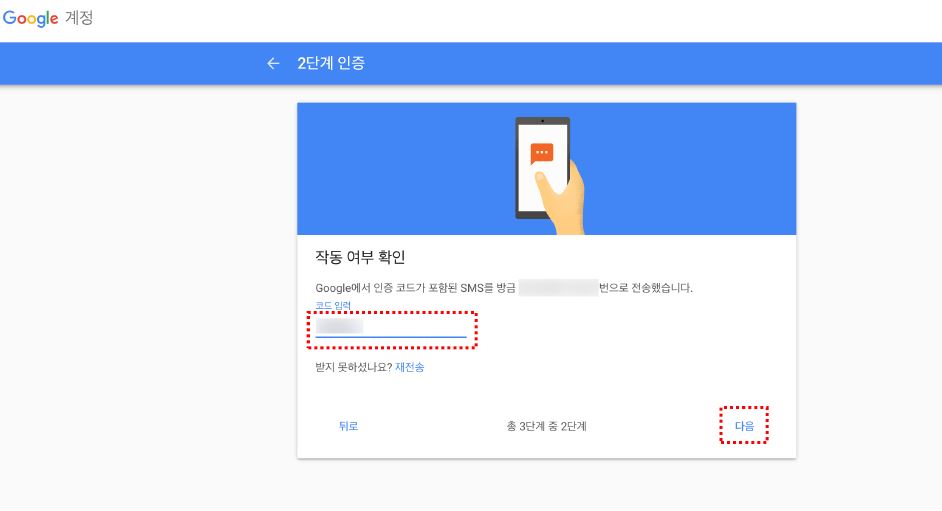 Google 계정
← 2단계 인증
작동 여부 확인
Google에서 인증 코드가 포함된 SMS를 방금 번으로 전송했습니다.
코드 입력
받지 못하셨나요? 재전송
뒤로 총 3단계 중 2단계 다음